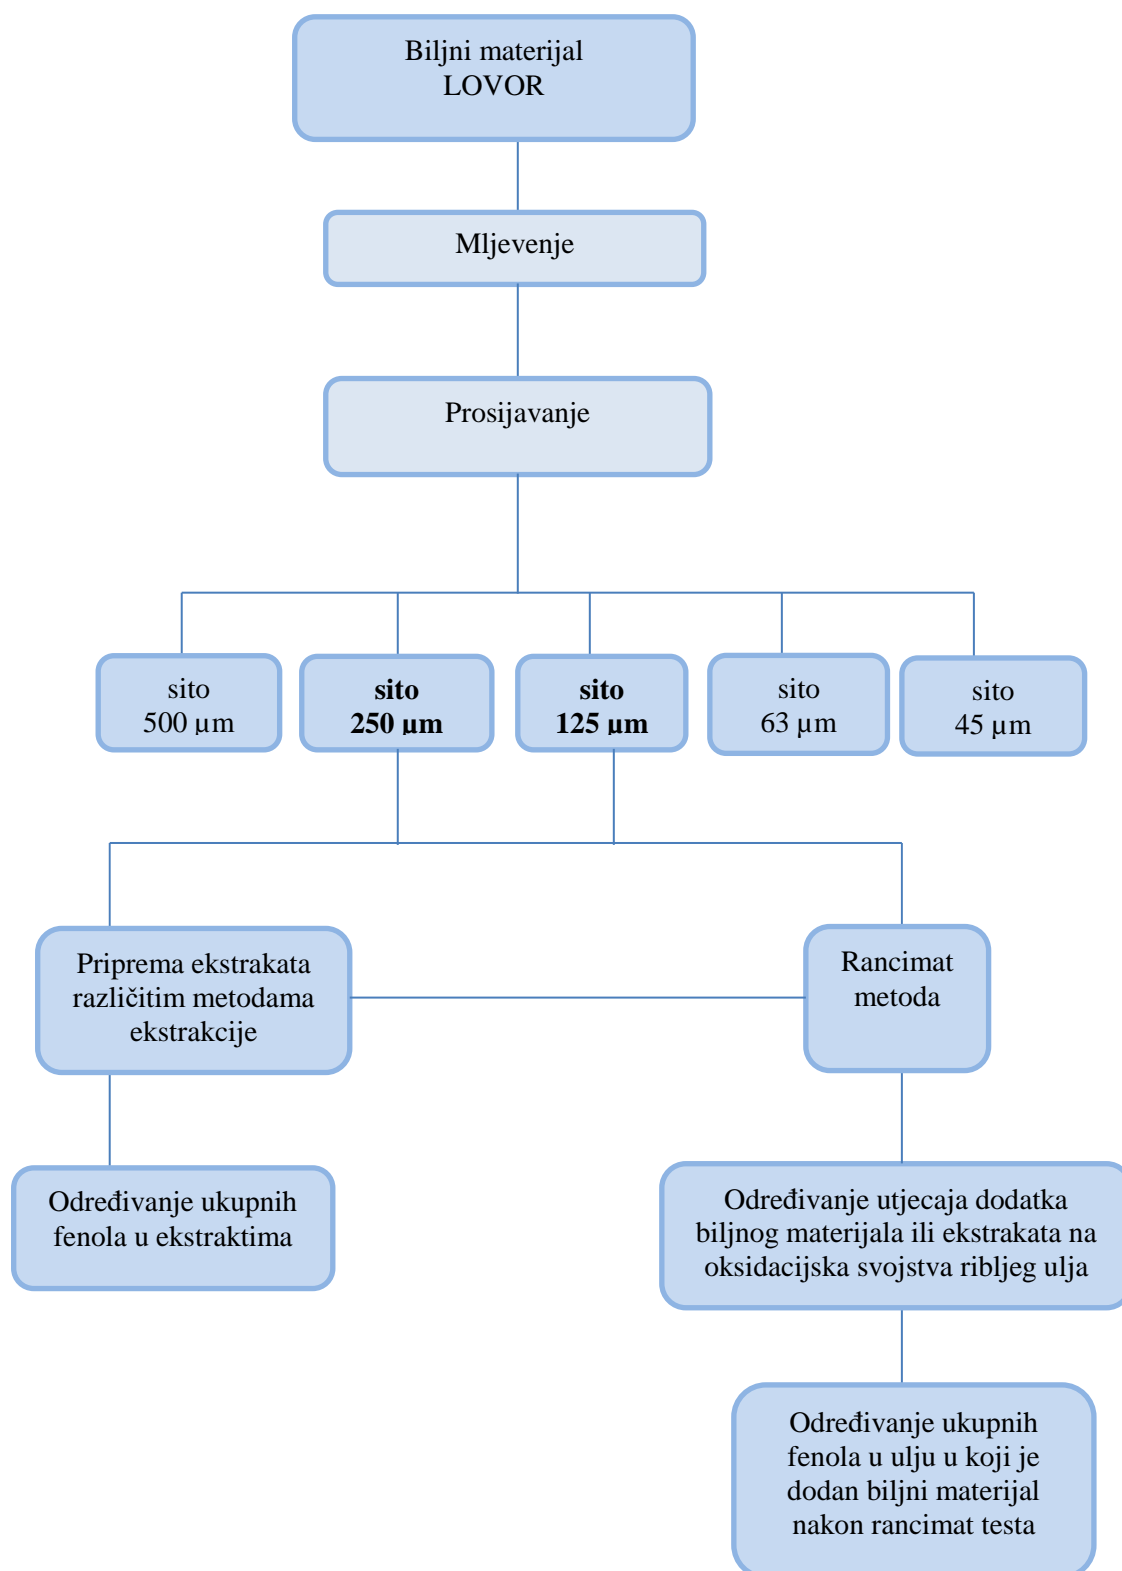 Biljni materijal
LOVOR
Mljevenje
Prosijavanje
sito
500 µm
sito
250 µm
sito
125 µm
sito
63 µm
sito
45 µm
Priprema ekstrakata
različitim metodama
ekstrakcije
Rancimat
metoda
Određivanje ukupnih
fenola u ekstraktima
Određivanje utjecaja dodatka
biljnog materijala ili ekstrakata na
oksidacijska svojstva ribljeg ulja
Određivanje ukupnih
fenola u ulju u koji je
dodan biljni materijal
nakon rancimat testa